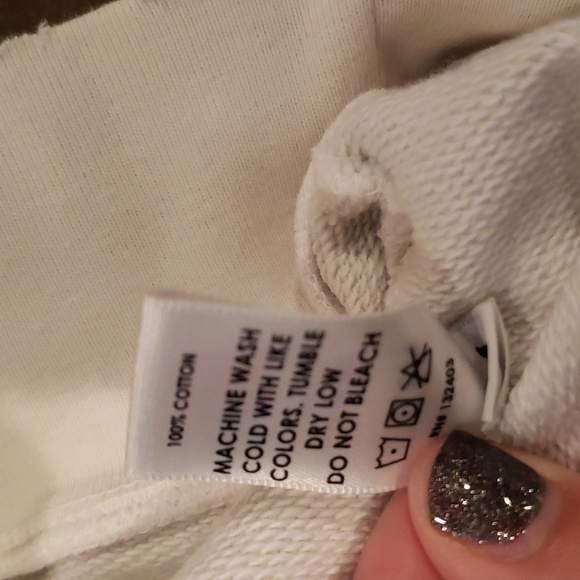 100% COTTON
MACHINE WASH
COLD WITH LIKE
COLORS. TUMBLE
DRY LOW
DO NOT BLEACH
RN# 132403